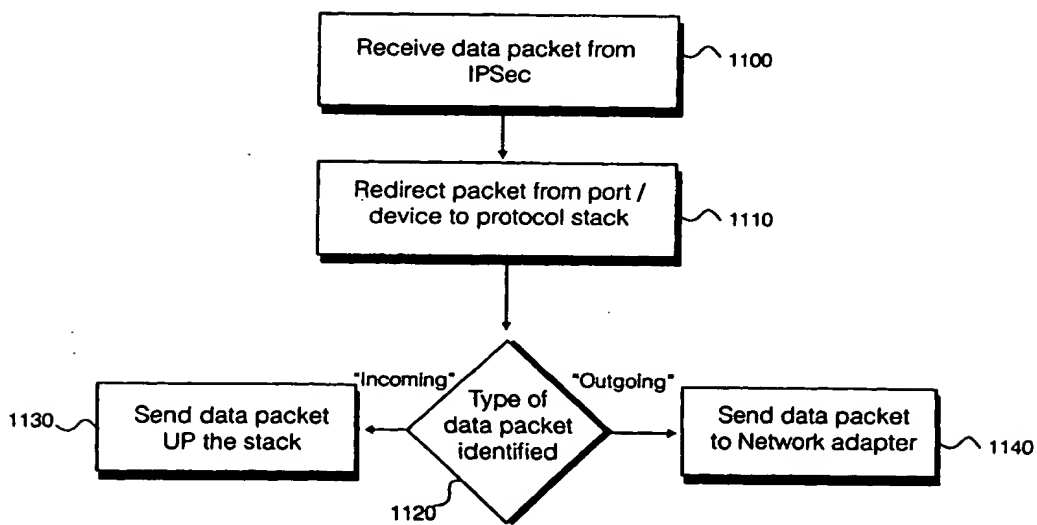 Receive data packet from
IPSec
1100
Redirect packet from port /
device to protocol stack
1110
"Incoming"
"Outgoing"
Send data packet
UP the stack
1130
Type of
data packet
identified
1120
Send data packet
to Network adapter
1140